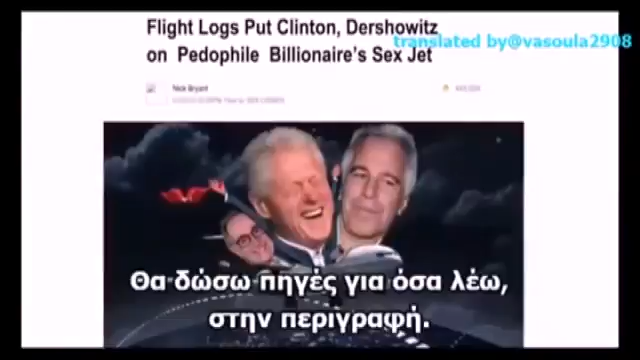 Flight Logs Put Clinton, Dershowitz
on Pedophile Billionaire's Sex Jet
translated by@vasoula2908
Nick Bryant
Θα δώσω πηγές για όσα λέω,
στην περιγραφή.